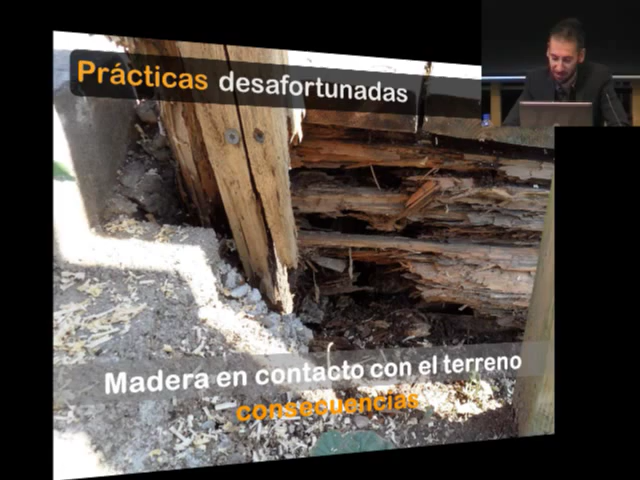 Prácticas desafortunadas
Madera en contacto con el terreno
consecuencias